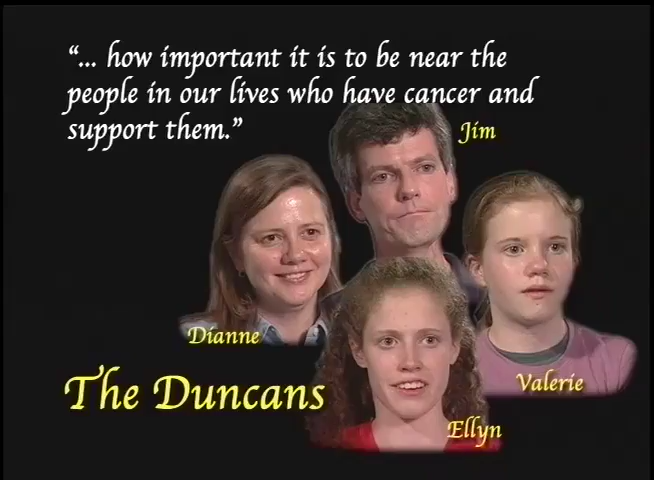 “... how important it is to be near the
people in our lives who have cancer and
support them.”
Jim
Dianne
Valerie
The Duncans
Ellyn